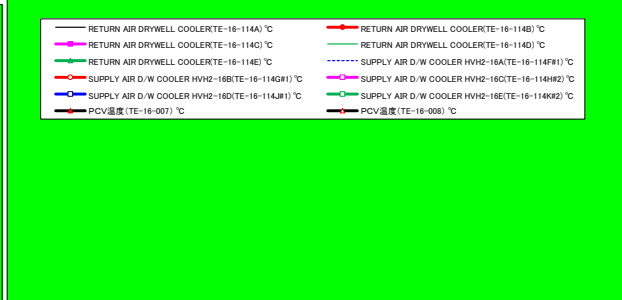 RETURN AIR DRYWELL COOLER(TE-16-114A) ℃
RETURN AIR DRYWELL COOLER(TE-16-114B) ℃
RETURN AIR DRYWELL COOLER(TE-16-114C) ℃
RETURN AIR DRYWELL COOLER(TE-16-114D) ℃
RETURN AIR DRYWELL COOLER(TE-16-114E) ℃
SUPPLY AIR D/W COOLER HVH2-16A(TE-16-114F#1) ℃
SUPPLY AIR D/W COOLER HVH2-16B(TE-16-114G#1) ℃
SUPPLY AIR D/W COOLER HVH2-16C(TE-16-114H#2) ℃
SUPPLY AIR D/W COOLER HVH2-16D(TE-16-114J#1) ℃
SUPPLY AIR D/W COOLER HVH2-16E(TE-16-114K#2) ℃
PCV温度(TE-16-007) ℃
PCV温度(TE-16-008) ℃